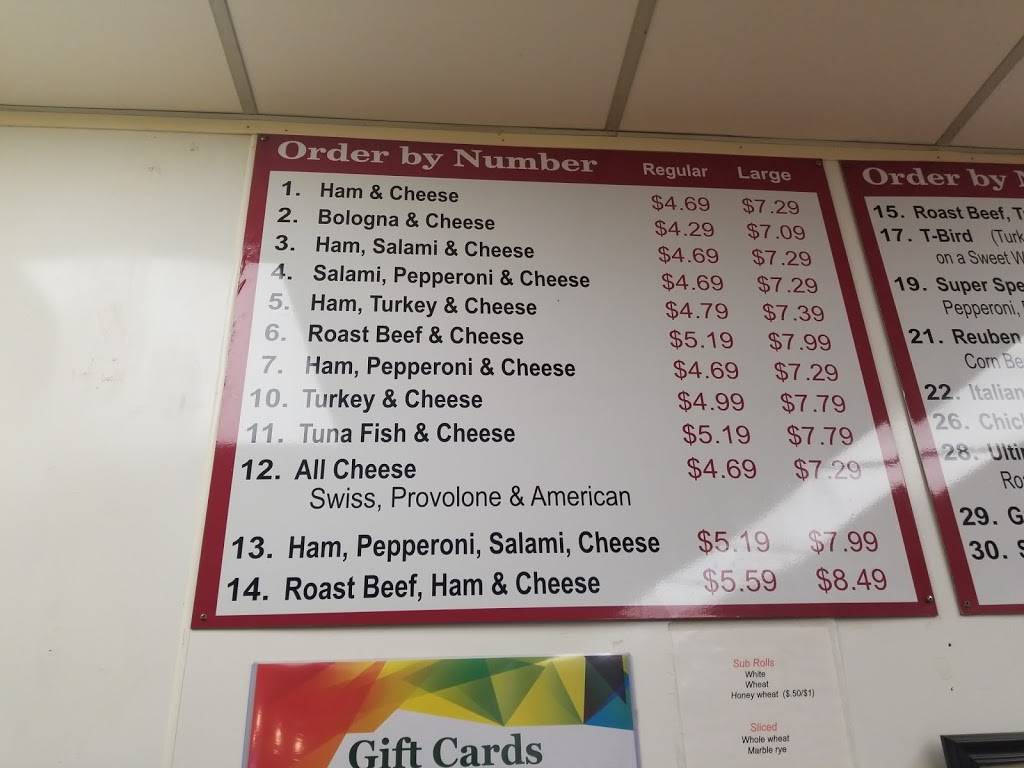 Order by Number Regular Large
1. Ham & Cheese $4.69 $7.29
2. Bologna & Cheese $4.29 $7.09
3. Ham, Salami & Cheese $4.69 $7.29
4. Salami, Pepperoni & Cheese $4.69 $7.29
5. Ham, Turkey & Cheese $4.79 $7.39
6. Roast Beef & Cheese $5.19 $7.99
7. Ham, Pepperoni & Cheese $4.69 $7.29
10. Turkey & Cheese $4.99 $7.79
11. Tuna Fish & Cheese $5.19 $7.79
12. All Cheese $4.69 $7.29
Swiss, Provolone & American
13. Ham, Pepperoni, Salami, Cheese $5.19 $7.99
14. Roast Beef, Ham & Cheese $5.59 $8.49
Order by
15. Roast Beef,
17. T-Bird
on a Sweet
19. Super
Pepperoni,
21. Reuben
22. Italian
26.
28.
29.
30.
Gift Cards
Sub Rolls
White
Wheat
Honey wheat ($.50/$1)
Sliced
Whole wheat
Marble rye